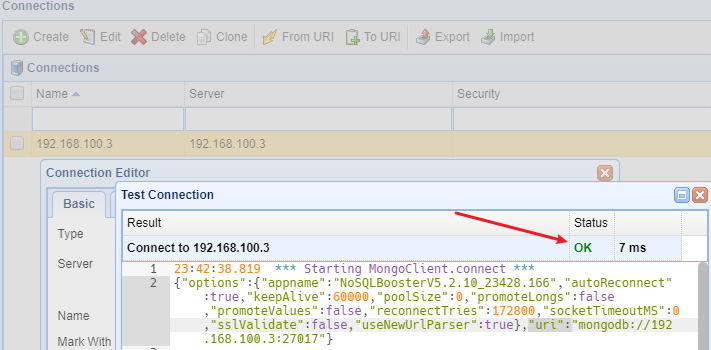 Connections
Create Edit Delete Clone From URI To URI Export Import
Connections
Name Server Security
192.168.100.3 192.168.100.3
Connection Editor
Basic
Test Connection
Type
Result Status
Server
Connect to 192.168.100.3 OK 7 ms
1 23:42:38.819 *** Starting MongoClient.connect ***
2 {"options":{"appname":"NoSQLBoosterV5.2.10_23428.166","autoReconnect"
:true,"keepAlive":60000,"poolSize":0,"promoteLongs":false
,"promoteValues":false,"reconnectTries":172800,"socketTimeoutMS":0
Name ,"sslValidate":false,"useNewUrlParser":true},"uri":"mongodb://192
Mark With .168.100.3:27017"}